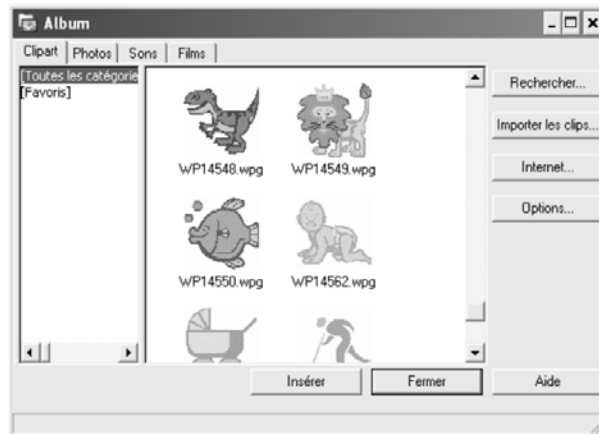 Album
Clipart Photos Sons Films
[Toutes les catégorie
[Favoris]
WP14548.wpg WP14549.wpg
WP14550.wpg WP14562.wpg
Rechercher...
Importer les clips...
Internet...
Options...
Insérer Fermer Aide